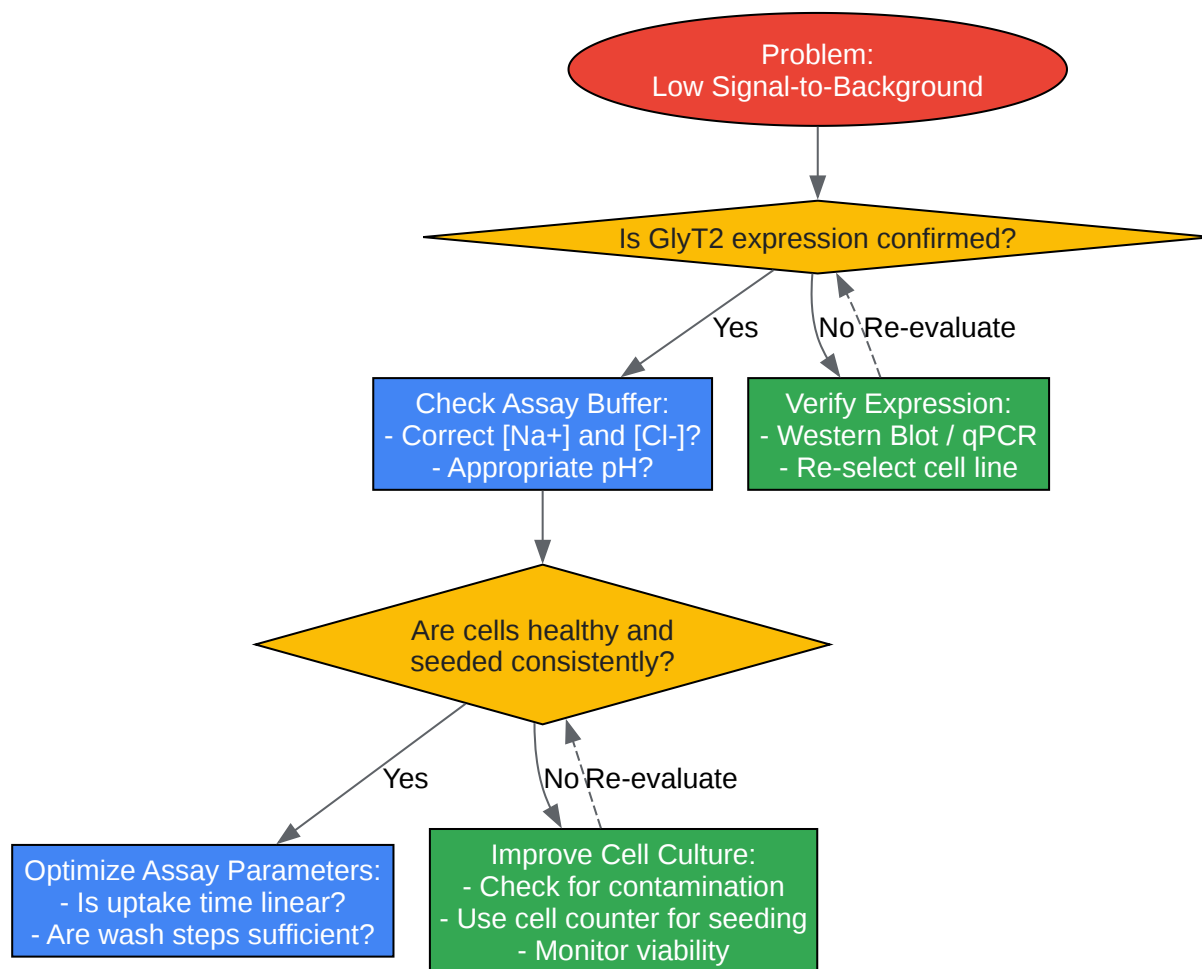 Problem:
Low Signal-to-Background
Is GlyT2 expression confirmed?
Yes
No
Re-evaluate
Check Assay Buffer:
- Correct [Na+] and [Cl-]?
- Appropriate pH?
Verify Expression:
- Western Blot / qPCR
- Re-select cell line
Are cells healthy and
seeded consistently?
Yes
No
Re-evaluate
Optimize Assay Parameters:
- Is uptake time linear?
- Are wash steps sufficient?
Improve Cell Culture:
- Check for contamination
- Use cell counter for seeding
- Monitor viability